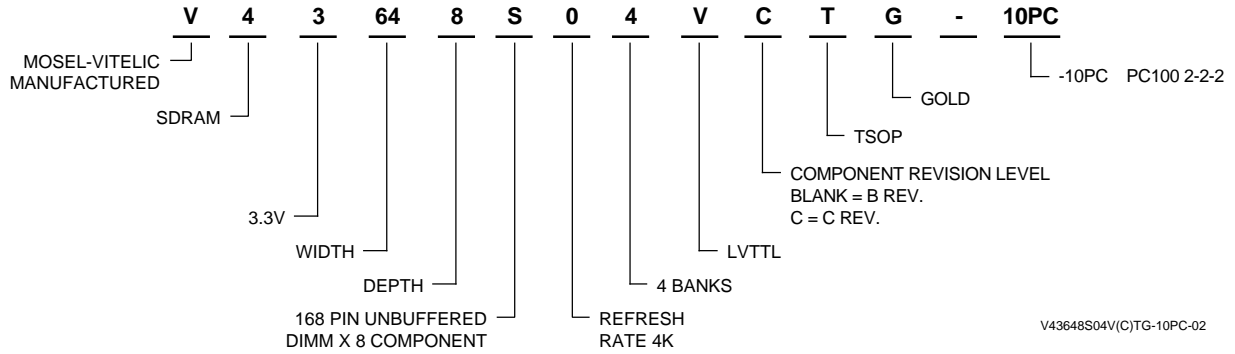 V 4 3 64 8 S 0 4 V C T G - 10PC
MOSEL-VITELIC
MANUFACTURED
-10PC PC100 2-2-2
GOLD
SDRAM
TSOP
COMPONENT REVISION LEVEL
BLANK = B REV.
C = C REV.
3.3V
WIDTH
LVTTL
DEPTH
4 BANKS
168 PIN UNBUFFERED
DIMM X 8 COMPONENT
REFRESH
RATE 4K
V43648S04V(C)TG-10PC-02